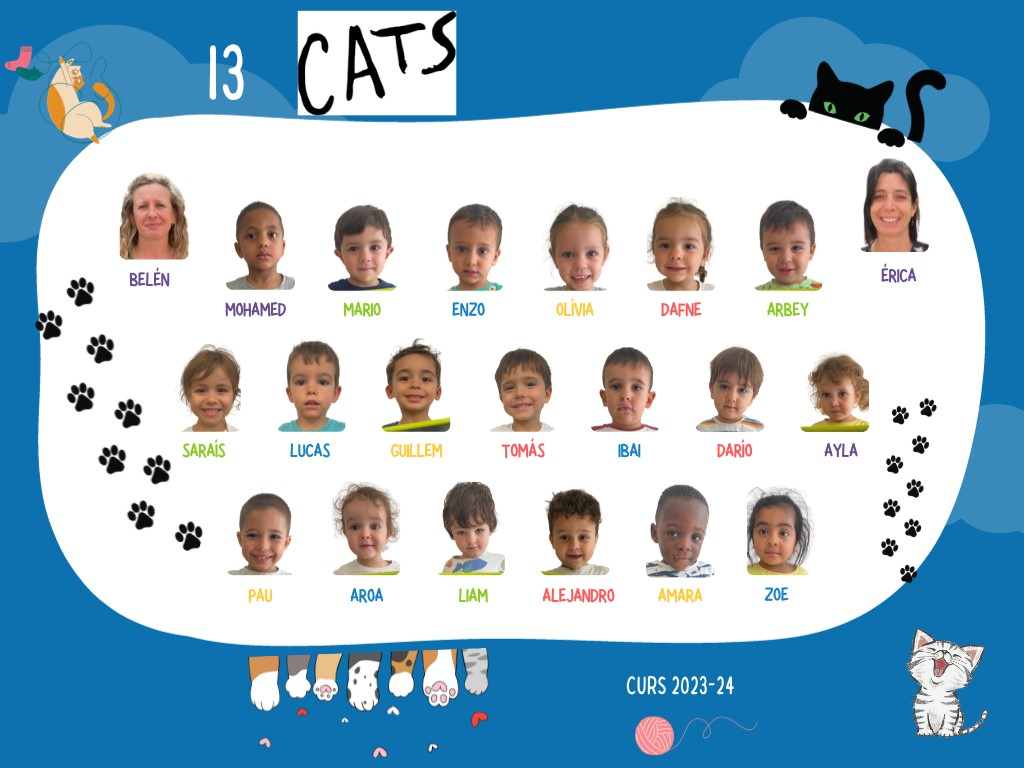 I3 CATS
BELÉN
MOHAMED MARIO ENZO OLÍVIA DAFNE ARBEY
ÉRICA
SARAÍS LUCAS GUILLEM TOMÁS IBAI DARÍO AYLA
PAU AROA LIAM ALEJANDRO AMARA ZOE
CURS 2023-24